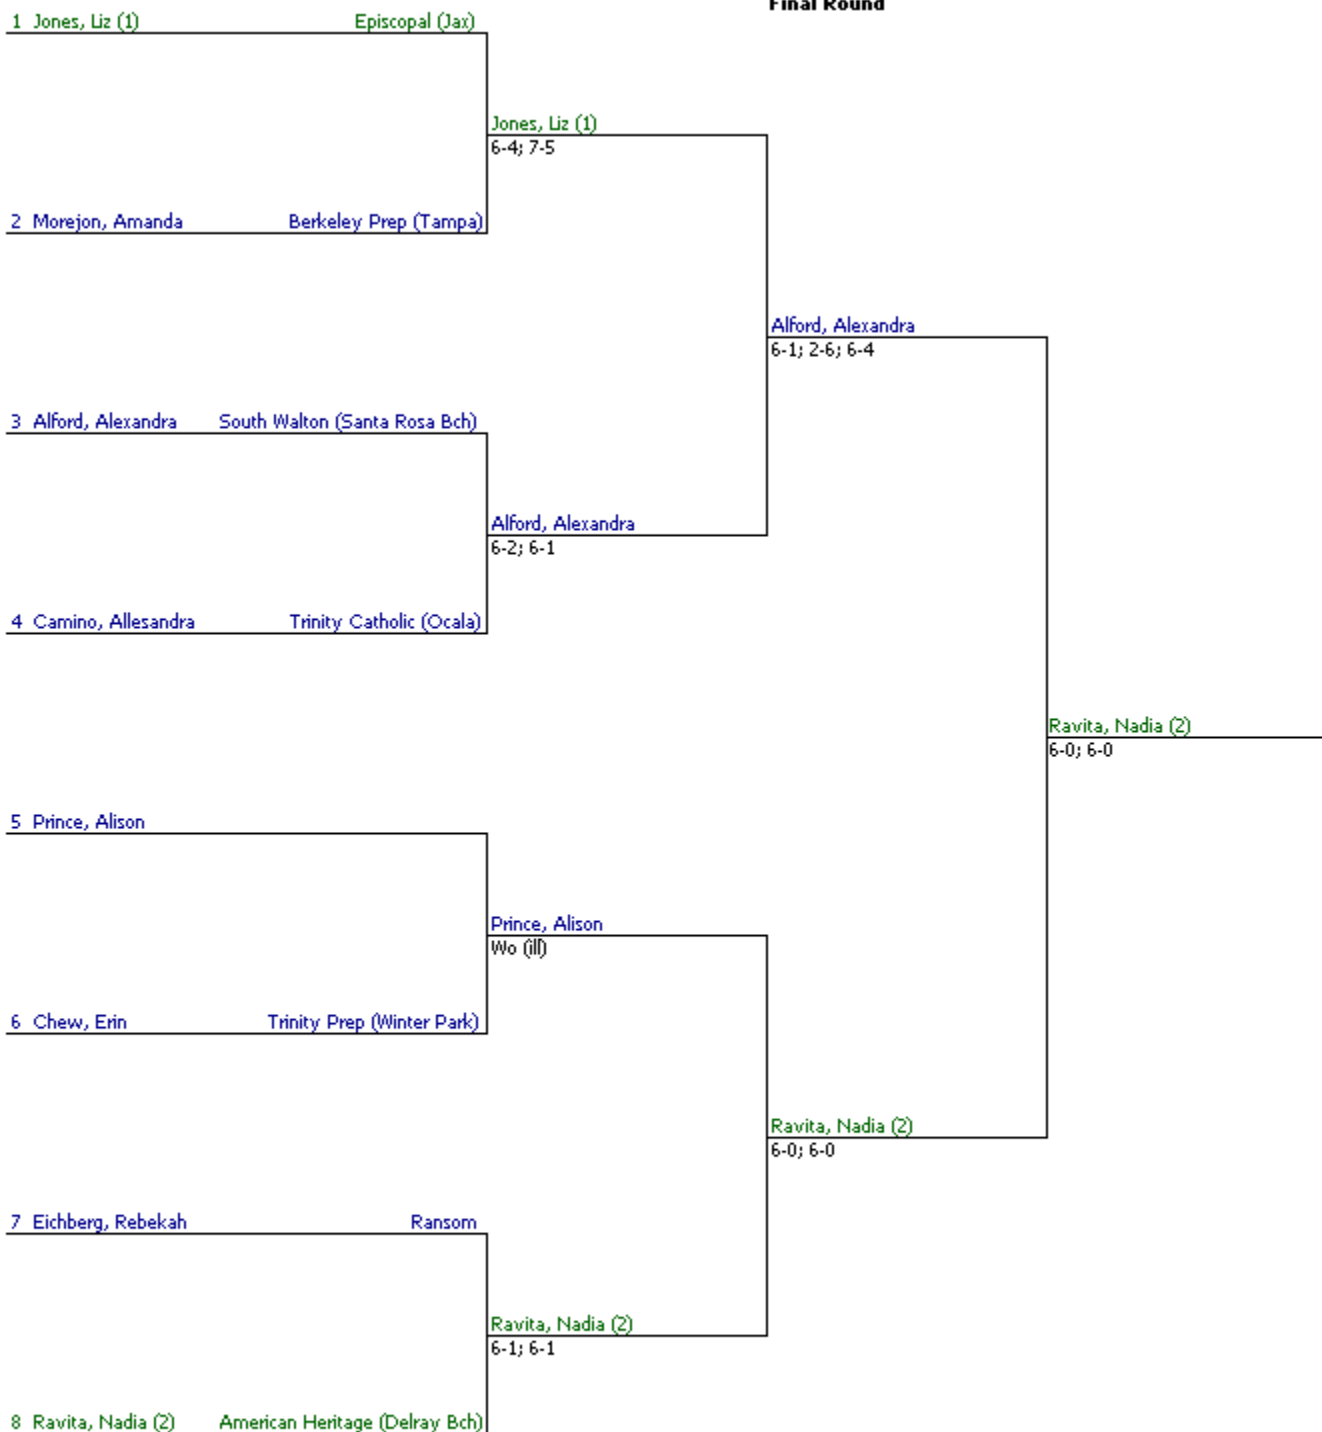 Final Round
1 Jones, Liz (1) Episcopal (Jax)
Jones, Liz (1)
6-4; 7-5
2 Morejon, Amanda Berkeley Prep (Tampa)
Alford, Alexandra
6-1; 2-6; 6-4
3 Alford, Alexandra South Walton (Santa Rosa Bch)
Alford, Alexandra
6-2; 6-1
4 Camino, Allesandra Trinity Catholic (Ocala)
Ravita, Nadia (2)
6-0; 6-0
5 Prince, Alison
Prince, Alison
Wo (ill)
6 Chew, Erin Trinity Prep (Winter Park)
Ravita, Nadia (2)
6-0; 6-0
7 Eichberg, Rebekah Ransom
Ravita, Nadia (2)
6-1; 6-1
8 Ravita, Nadia (2) American Heritage (Delray Bch)